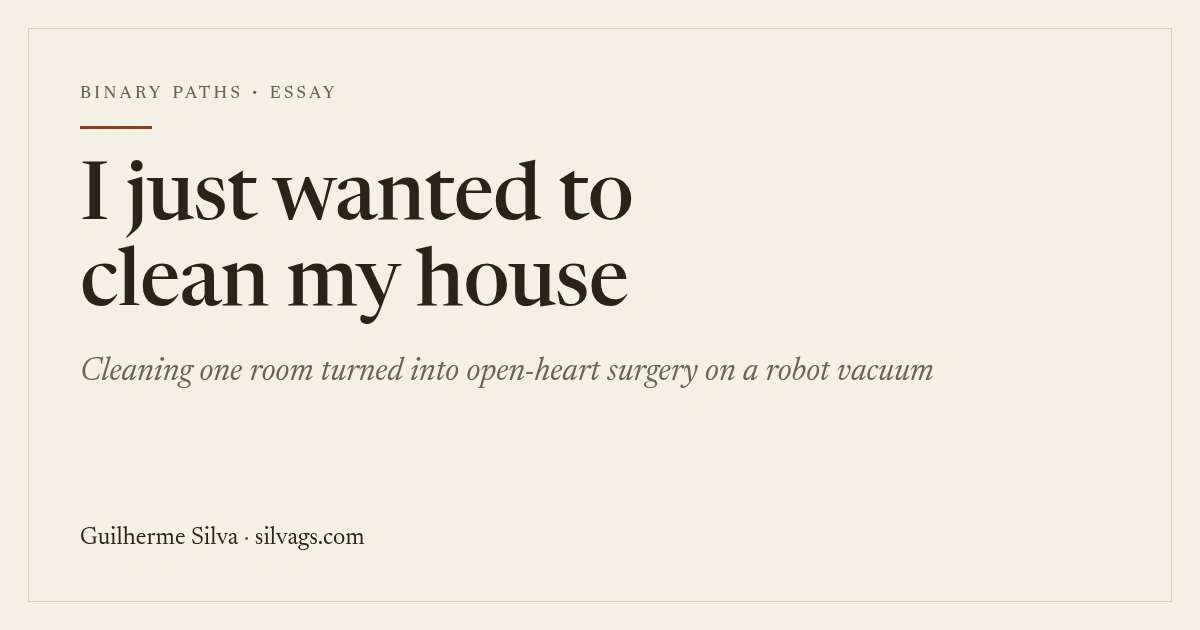 BINARY PATHS · ESSAY
I just wanted to
clean my house
Cleaning one room turned into open-heart surgery on a robot vacuum
Guilherme Silva · silvags.com